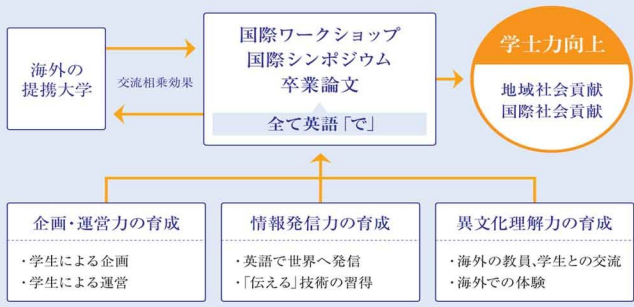 海外の
提携大学
交流相乗効果
国際ワークショップ
国際シンポジウム
卒業論文
全て英語「で」
学士力向上
地域社会貢献
国際社会貢献
企画・運営力の育成
・学生による企画
・学生による運営
情報発信力の育成
・英語で世界へ発信
・「伝える」技術の習得
異文化理解力の育成
・海外の教員、学生との交流
・海外での体験